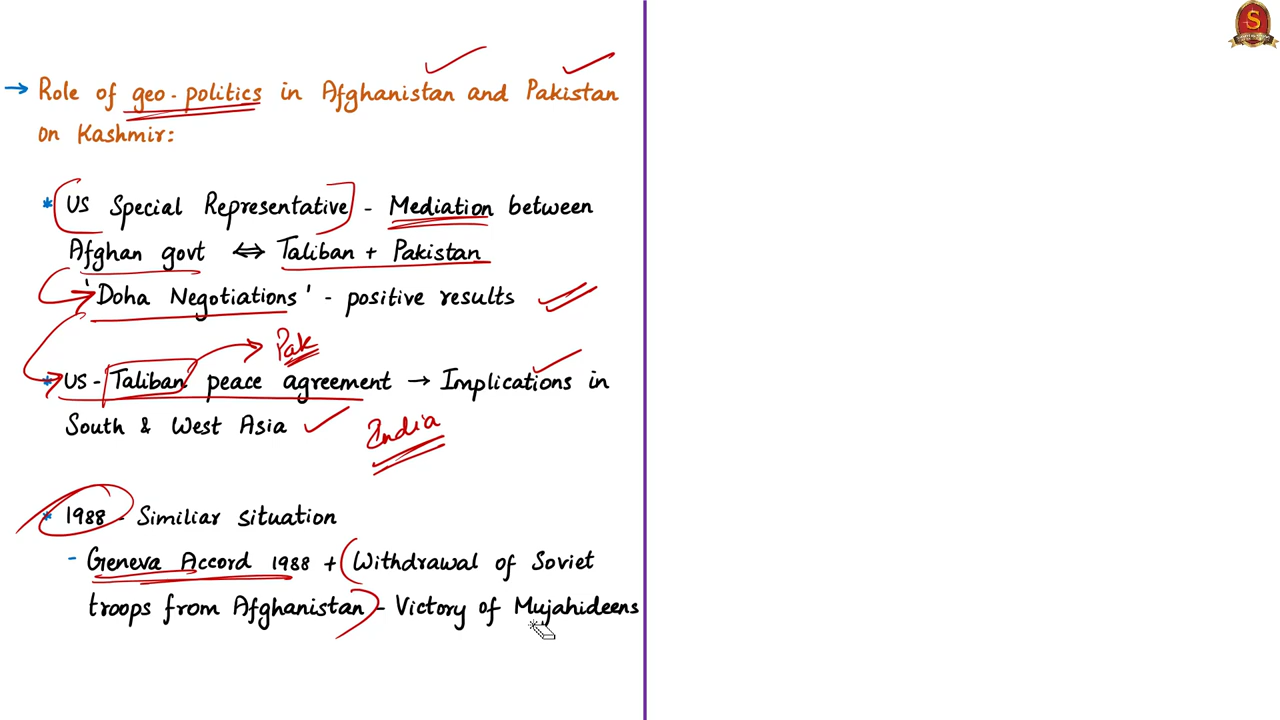 → Role of geo-politics in Afghanistan and Pakistan
on Kashmir:
* US Special Representative - Mediation between
Afghan govt ⇔ Taliban + Pakistan
'Doha Negotiations' - positive results
Pak
* US - Taliban peace agreement → Implications in
South & West Asia
India
* 1988 - Similiar situation
- Geneva Accord 1988 + (Withdrawal of Soviet
troops from Afghanistan) - Victory of Mujahideens